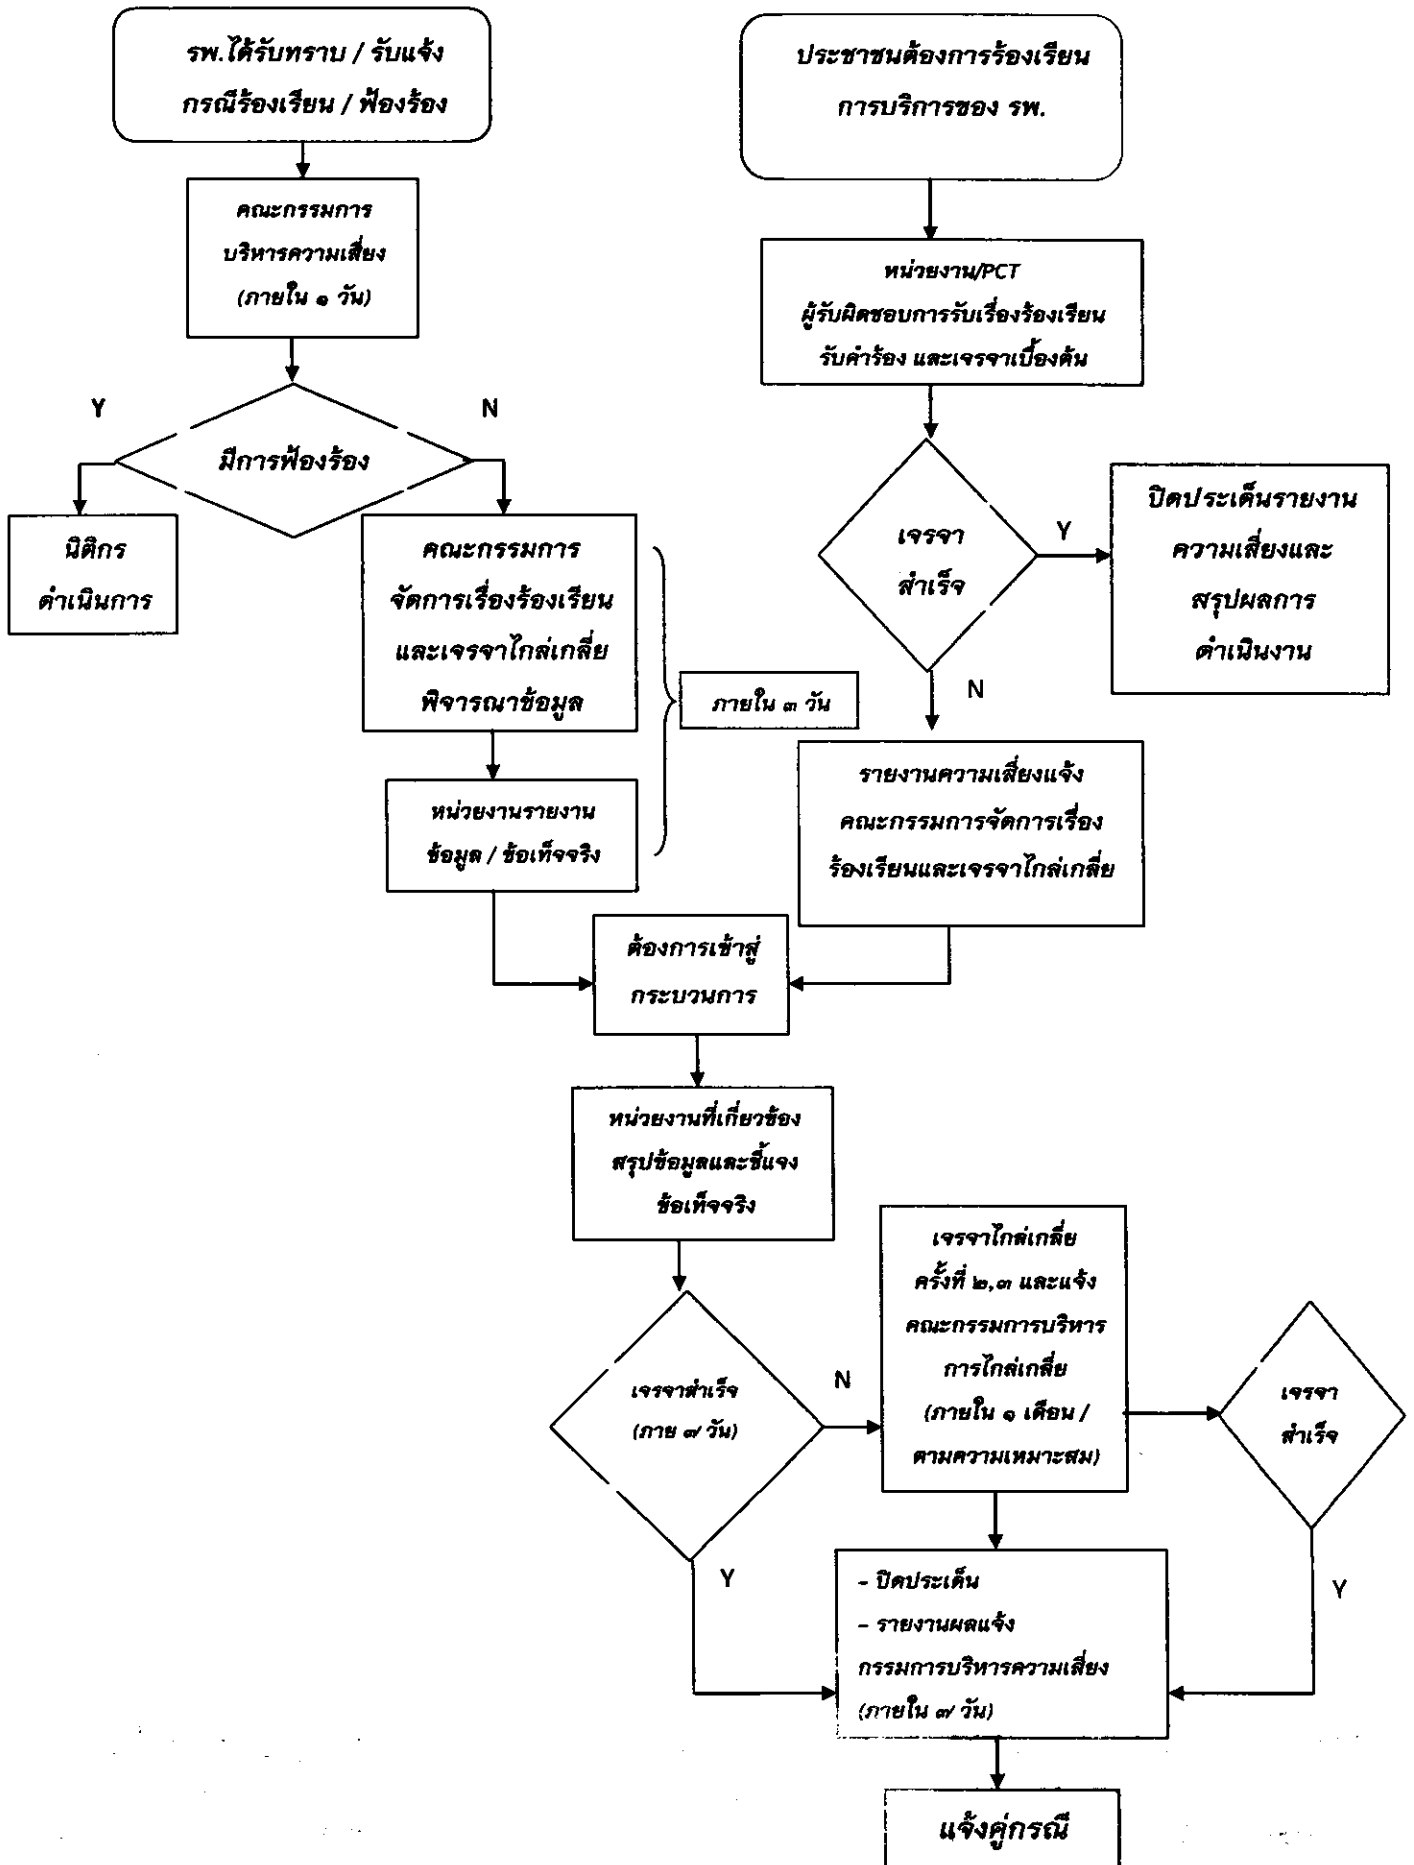 รพ.ได้รับทราบ / รับแจ้ง
กรณีร้องเรียน / ฟ้องร้อง
ประชาชนต้องการร้องเรียน
การบริการของ รพ.
คณะกรรมการ
บริหารความเสี่ยง
(ภายใน ๑ วัน)
หน่วยงาน/PCT
ผู้รับผิดชอบการรับเรื่องร้องเรียน
รับคำร้อง และเจรจาเบื้องต้น
Y
N
มีการฟ้องร้อง
นิติกร
ดำเนินการ
คณะกรรมการ
จัดการเรื่องร้องเรียน
และเจรจาไกล่เกลี่ย
พิจารณาข้อมูล
เจรจา
สำเร็จ
Y
ปิดประเด็นรายงาน
ความเสี่ยงและ
สรุปผลการ
ดำเนินงาน
N
ภายใน ๓ วัน
หน่วยงานรายงาน
ข้อมูล / ข้อเท็จจริง
รายงานความเสี่ยงแจ้ง
คณะกรรมการจัดการเรื่อง
ร้องเรียนและเจรจาไกล่เกลี่ย
ต้องการเข้าสู่
กระบวนการ
หน่วยงานที่เกี่ยวข้อง
สรุปข้อมูลและชี้แจง
ข้อเท็จจริง
เจรจาสำเร็จ
(ภาย ๗ วัน)
N
เจรจาไกล่เกลี่ย
ครั้งที่ ๒,๓ และแจ้ง
คณะกรรมการบริหาร
การไกล่เกลี่ย
(ภายใน ๑ เดือน /
ตามความเหมาะสม)
เจรจา
สำเร็จ
Y
Y
- ปิดประเด็น
- รายงานผลแจ้ง
กรรมการบริหารความเสี่ยง
(ภายใน ๗ วัน)
แจ้งคู่กรณี